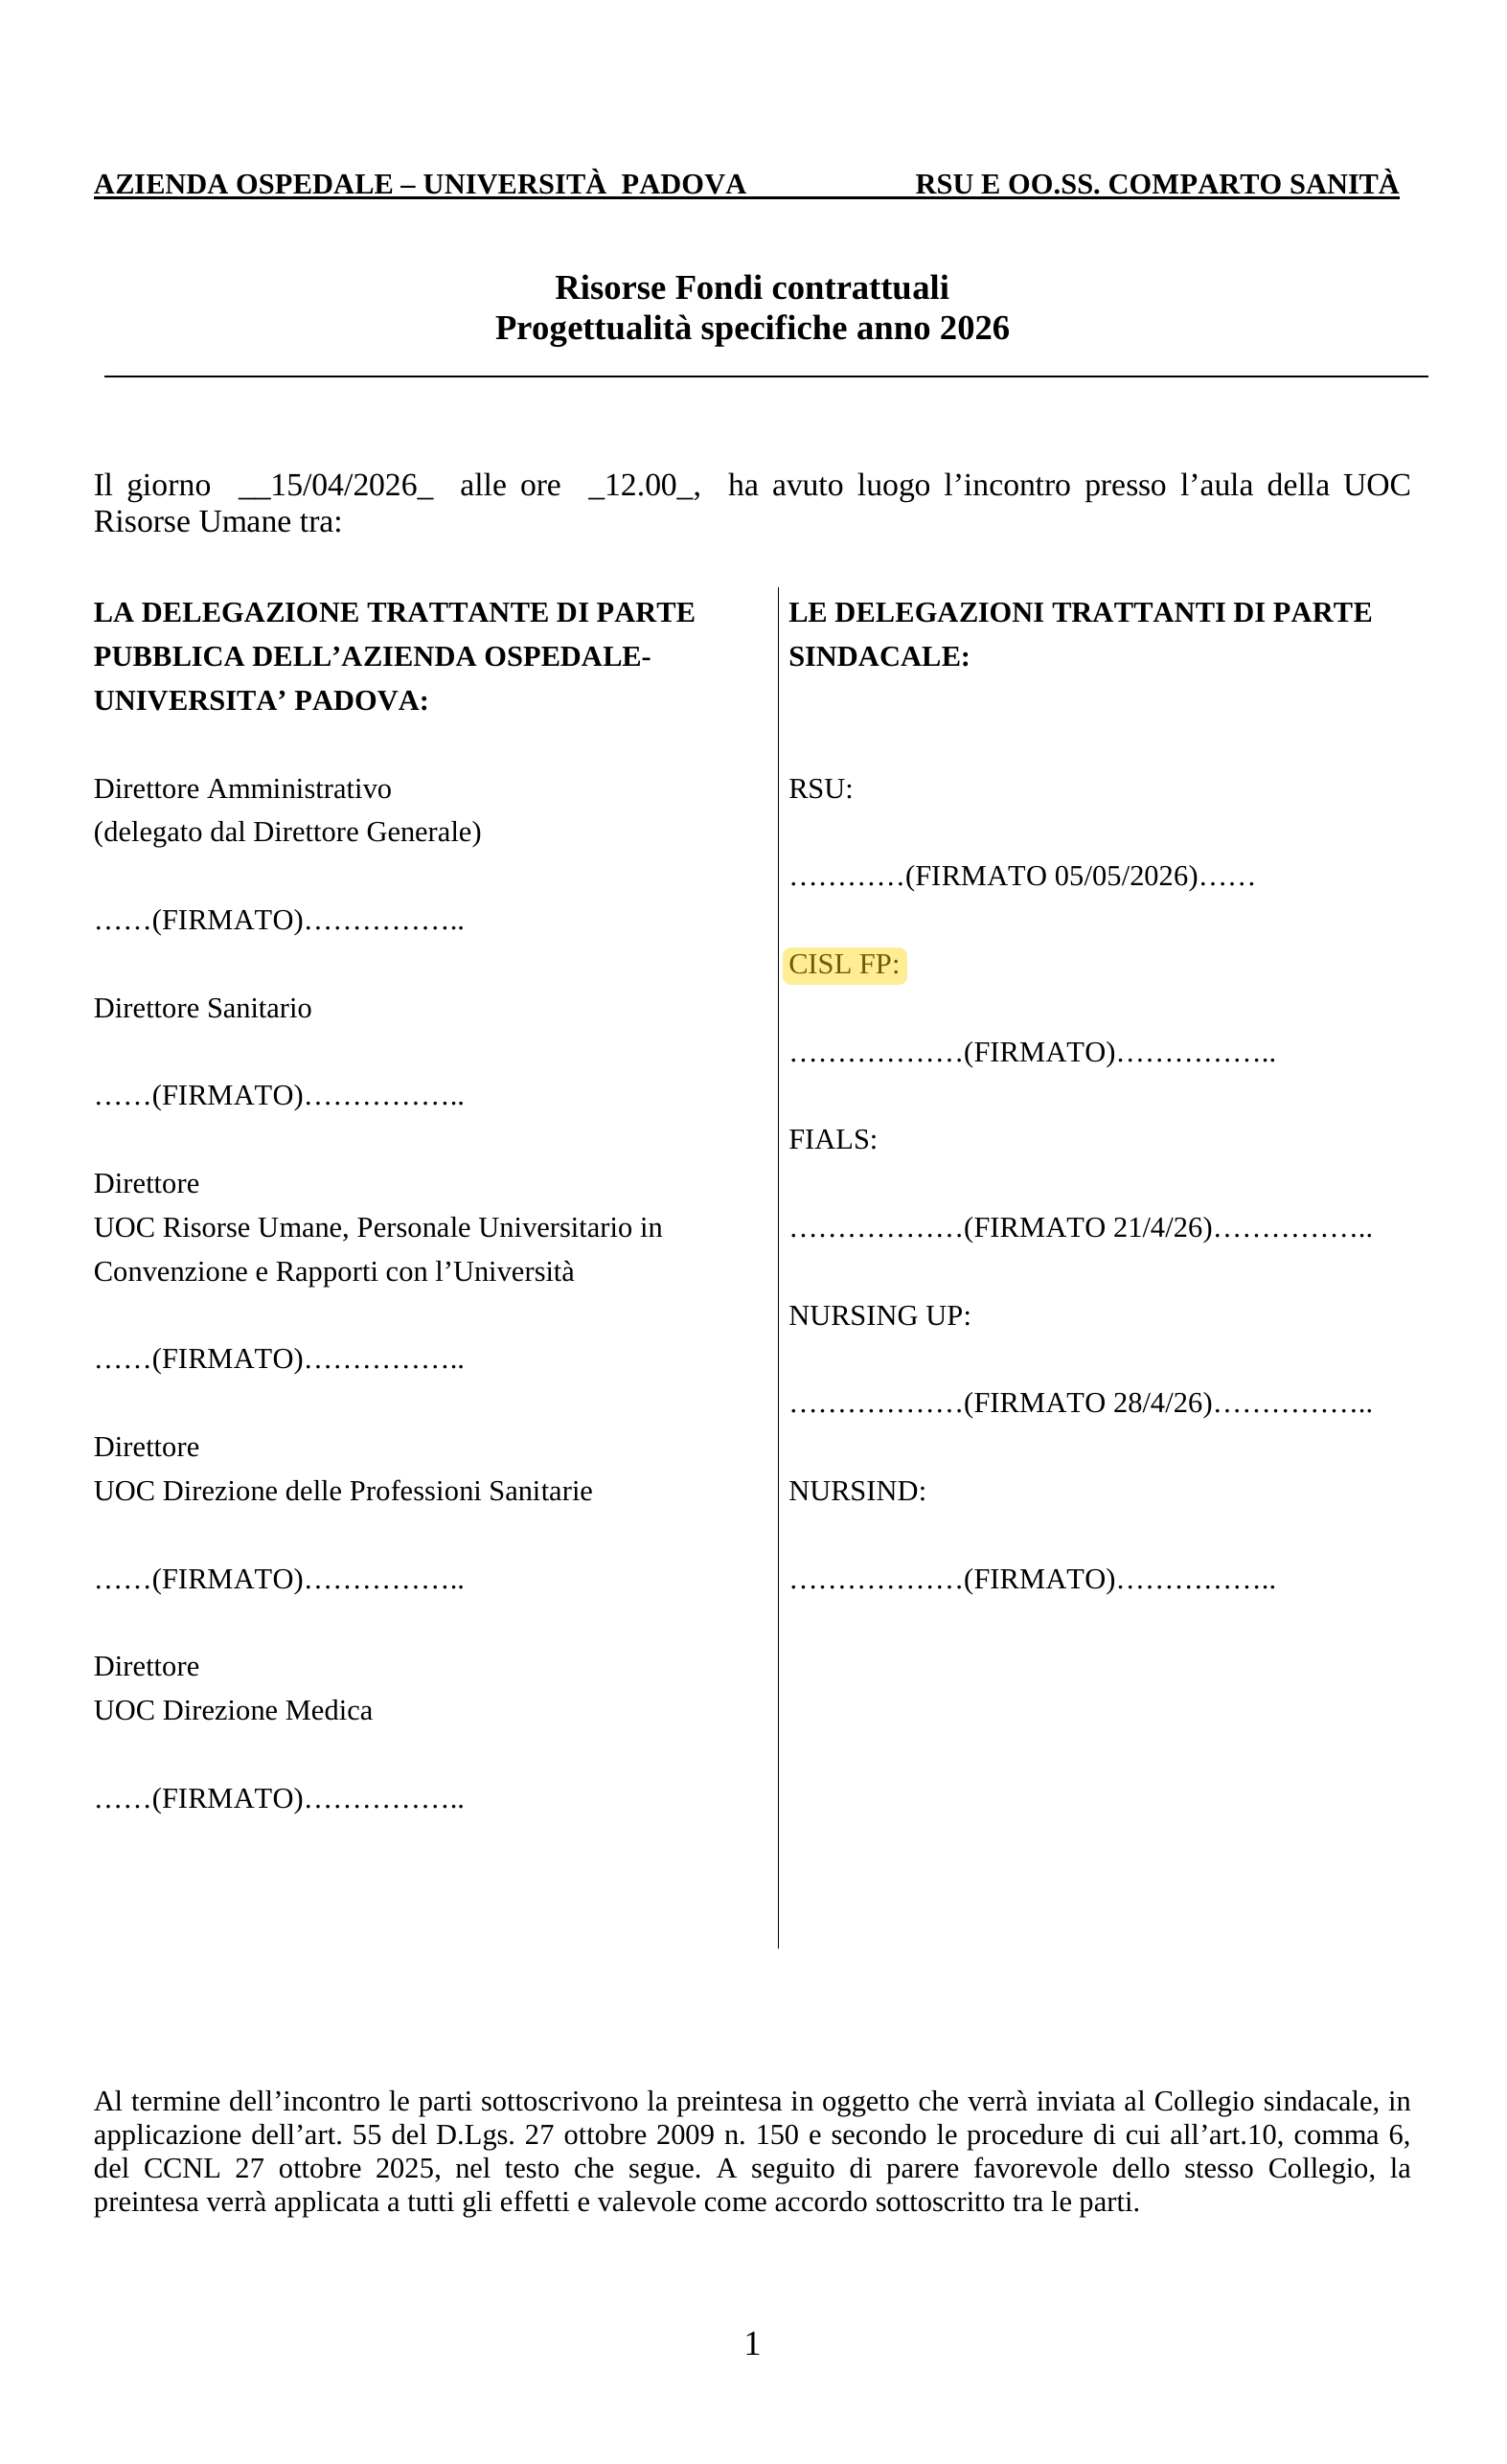 AZIENDA OSPEDALE – UNIVERSITÀ PADOVA RSU E OO.SS. COMPARTO SANITÀ
Risorse Fondi contrattuali
Progettualità specifiche anno 2026
Il giorno __15/04/2026_ alle ore _12.00_, ha avuto luogo l’incontro presso l’aula della UOC
Risorse Umane tra:
LA DELEGAZIONE TRATTANTE DI PARTE
PUBBLICA DELL’AZIENDA OSPEDALE-
UNIVERSITA’ PADOVA:
Direttore Amministrativo
(delegato dal Direttore Generale)
……(FIRMATO)……………..
Direttore Sanitario
……(FIRMATO)……………..
Direttore
UOC Risorse Umane, Personale Universitario in
Convenzione e Rapporti con l’Università
……(FIRMATO)……………..
Direttore
UOC Direzione delle Professioni Sanitarie
……(FIRMATO)……………..
Direttore
UOC Direzione Medica
……(FIRMATO)……………..
LE DELEGAZIONI TRATTANTI DI PARTE
SINDACALE:
RSU:
…………(FIRMATO 05/05/2026)……
CISL FP:
………………(FIRMATO)……………..
FIALS:
………………(FIRMATO 21/4/26)……………..
NURSING UP:
………………(FIRMATO 28/4/26)……………..
NURSIND:
………………(FIRMATO)……………..
Al termine dell’incontro le parti sottoscrivono la preintesa in oggetto che verrà inviata al Collegio sindacale, in
applicazione dell’art. 55 del D.Lgs. 27 ottobre 2009 n. 150 e secondo le procedure di cui all’art.10, comma 6,
del CCNL 27 ottobre 2025, nel testo che segue. A seguito di parere favorevole dello stesso Collegio, la
preintesa verrà applicata a tutti gli effetti e valevole come accordo sottoscritto tra le parti.
1